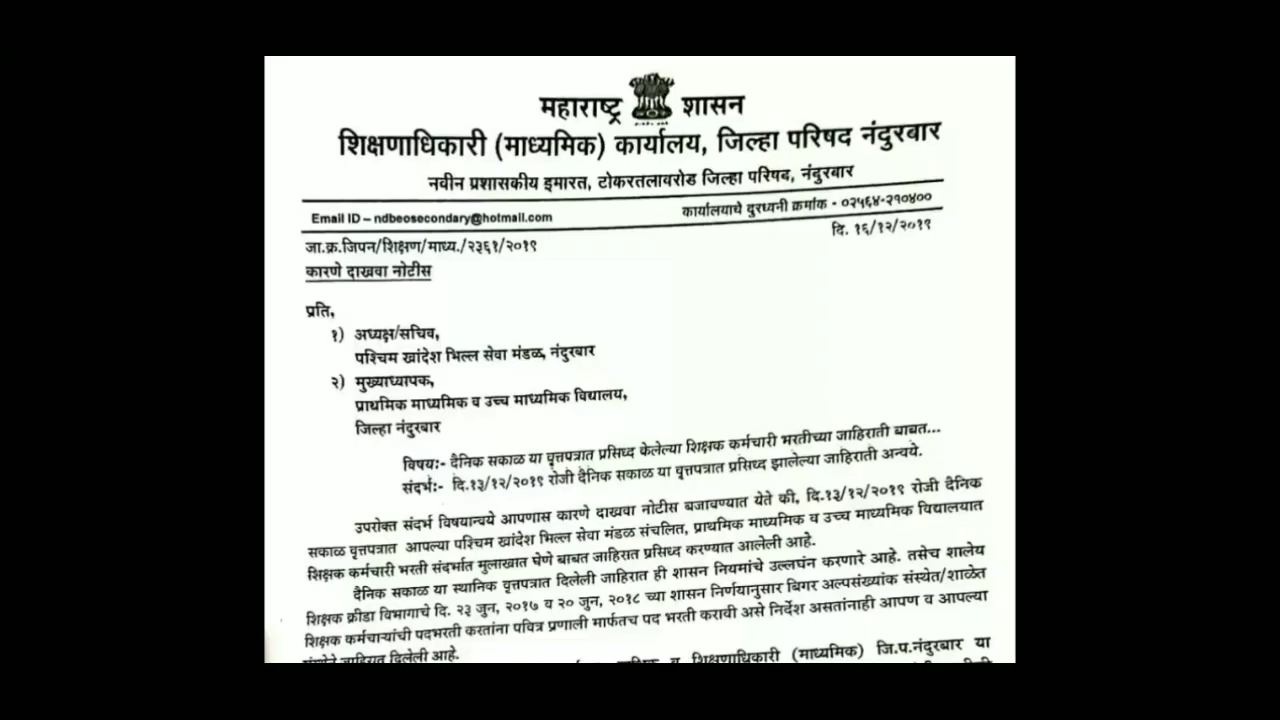 महाराष्ट्र शासन
शिक्षणाधिकारी (माध्यमिक) कार्यालय, जिल्हा परिषद नंदुरबार
नवीन प्रशासकीय इमारत, टोकरतलावरोड जिल्हा परिषद, नंदुरबार
Email ID – ndbeosecondary@hotmail.com कार्यालयाचे दुरध्वनी क्रमांक - ०२५६४-२१०४००
जा.क्र.जिपन/शिक्षण/माध्य./२३६१/२०१९ दि. १६/१२/२०१९
कारणे दाखवा नोटीस
प्रति,
१) अध्यक्ष/सचिव,
पश्चिम खांदेश भिल्ल सेवा मंडळ, नंदुरबार
२) मुख्याध्यापक,
प्राथमिक माध्यमिक व उच्च माध्यमिक विद्यालय,
जिल्हा नंदुरबार
विषयः- दैनिक सकाळ या वृत्तपत्रात प्रसिध्द केलेल्या शिक्षक कर्मचारी भरतीच्या जाहिराती बाबत...
संदर्भः- दि.१३/१२/२०१९ रोजी दैनिक सकाळ या वृत्तपत्रात प्रसिध्द झालेल्या जाहिराती अन्वये.
उपरोक्त संदर्भ विषयान्वये आपणास कारणे दाखवा नोटीस बजावण्यात येते की, दि.१३/१२/२०१९ रोजी दैनिक
सकाळ वृत्तपत्रात आपल्या पश्चिम खांदेश भिल्ल सेवा मंडळ संचलित, प्राथमिक माध्यमिक व उच्च माध्यमिक विद्यालयात
शिक्षक कर्मचारी भरती संदर्भात मुलाखात घेणे बाबत जाहिरात प्रसिध्द करण्यात आलेली आहे.
दैनिक सकाळ या स्थानिक वृत्तपत्रात दिलेली जाहिरात ही शासन नियमांचे उल्लघंन करणारे आहे. तसेच शालेय
शिक्षक क्रीडा विभागाचे दि. २३ जुन, २०१७ व २० जुन, २०१८ च्या शासन निर्णयानुसार बिगर अल्पसंख्यांक संस्थेत/शाळेत
शिक्षक कर्मचाऱ्यांची पदभरती करतांना पवित्र प्रणाली मार्फतच पद भरती करावी असे निर्देश असतांनाही आपण व आपल्या
जाहिरात दिलेली आहे.
व शिक्षणाधिकारी (माध्यमिक) जि.प.नंदुरबार या